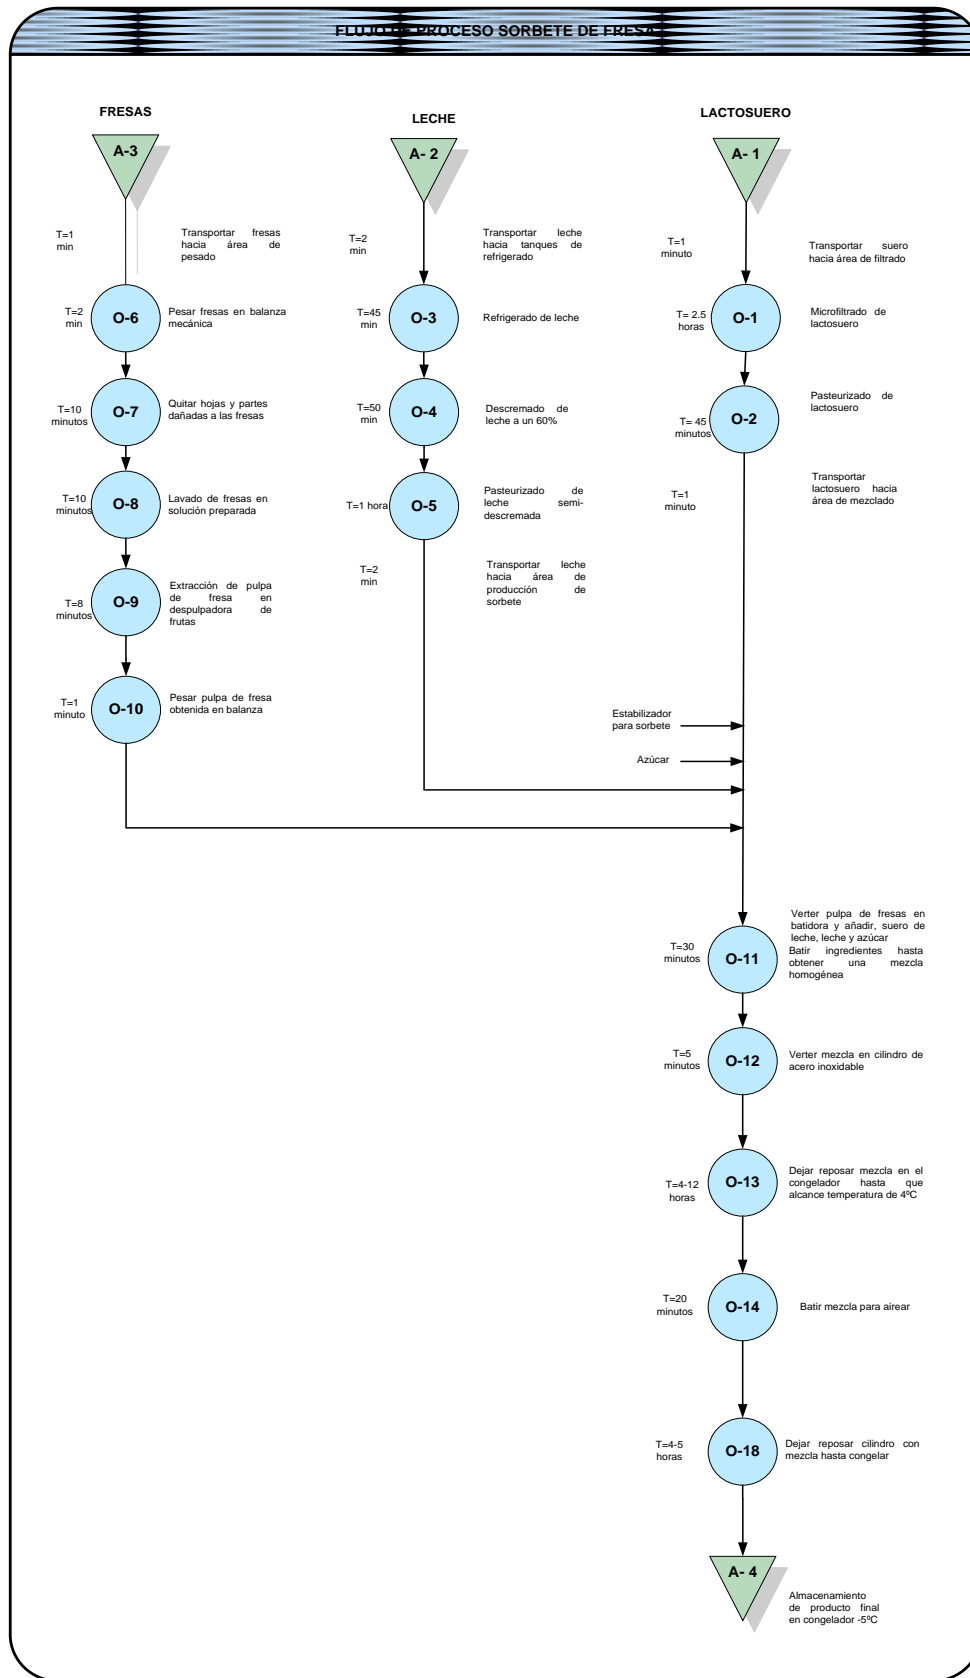 FLUJO DE PROCESO SORBETE DE FRESA
FRESAS
A-3
T=1
min
Transportar fresas
hacia área de
pesado
T=2
min
O-6
Pesar fresas en balanza
mecánica
T=10
minutos
O-7
Quitar hojas y partes
dañadas a las fresas
T=10
minutos
O-8
Lavado de fresas en
solución preparada
T=8
minutos
O-9
Extracción de pulpa
de fresa en
despulpadora de
frutas
T=1
minuto
O-10
Pesar pulpa de fresa
obtenida en balanza
LECHE
A- 2
T=2
min
Transportar leche
hacia tanques de
refrigerado
T=45
min
O-3
Refrigerado de leche
T=50
min
O-4
Descremado de
leche a un 60%
T=1 hora
O-5
Pasteurizado de
leche semi-
descremada
T=2
min
Transportar leche
hacia área de
producción de
sorbete
LACTOSUERO
A- 1
T=1
minuto
Transportar suero
hacia área de filtrado
T= 2.5
horas
O-1
Microfiltrado de
lactosuero
T= 45
minutos
O-2
Pasteurizado de
lactosuero
T=1
minuto
Transportar
lactosuero hacia
área de mezclado
Estabilizador
para sorbete
Azúcar
T=30
minutos
O-11
Verter pulpa de fresas en
batidora y añadir, suero de
leche, leche y azúcar
Batir ingredientes hasta
obtener una mezcla
homogénea
T=5
minutos
O-12
Verter mezcla en cilindro de
acero inoxidable
T=4-12
horas
O-13
Dejar reposar mezcla en el
congelador hasta que
alcance temperatura de 4ºC
T=20
minutos
O-14
Batir mezcla para airear
T=4-5
horas
O-18
Dejar reposar cilindro con
mezcla hasta congelar
A- 4
Almacenamiento
de producto final
en congelador -5ºC